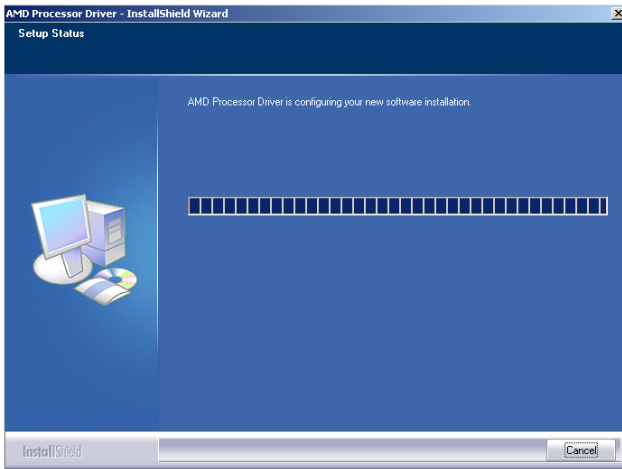 AMD Processor Driver - InstallShield Wizard
Setup Status
AMD Processor Driver is configuring your new software installation.
InstallShield
Cancel